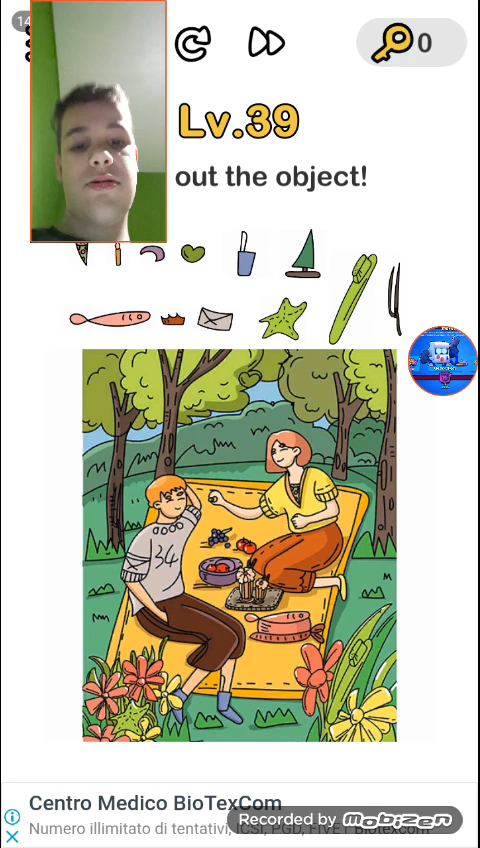 14
0
Lv.39
out the object!
34
Centro Medico BioTexCom
Numero illimitato di tentativi, ICSI, PGD, FIVET Biotexcom
Recorded by mobizen